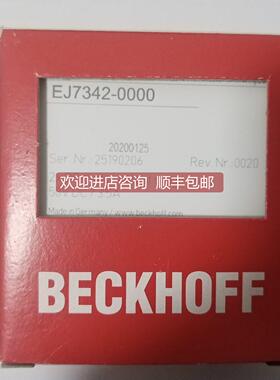 EJ7342-0000
20200125
Ser.Nr.:25190206
Rev.Nr.:0020
欢迎进店咨询 顺丰包邮
Made in Germany / www.beckhoff
BECKHOFF